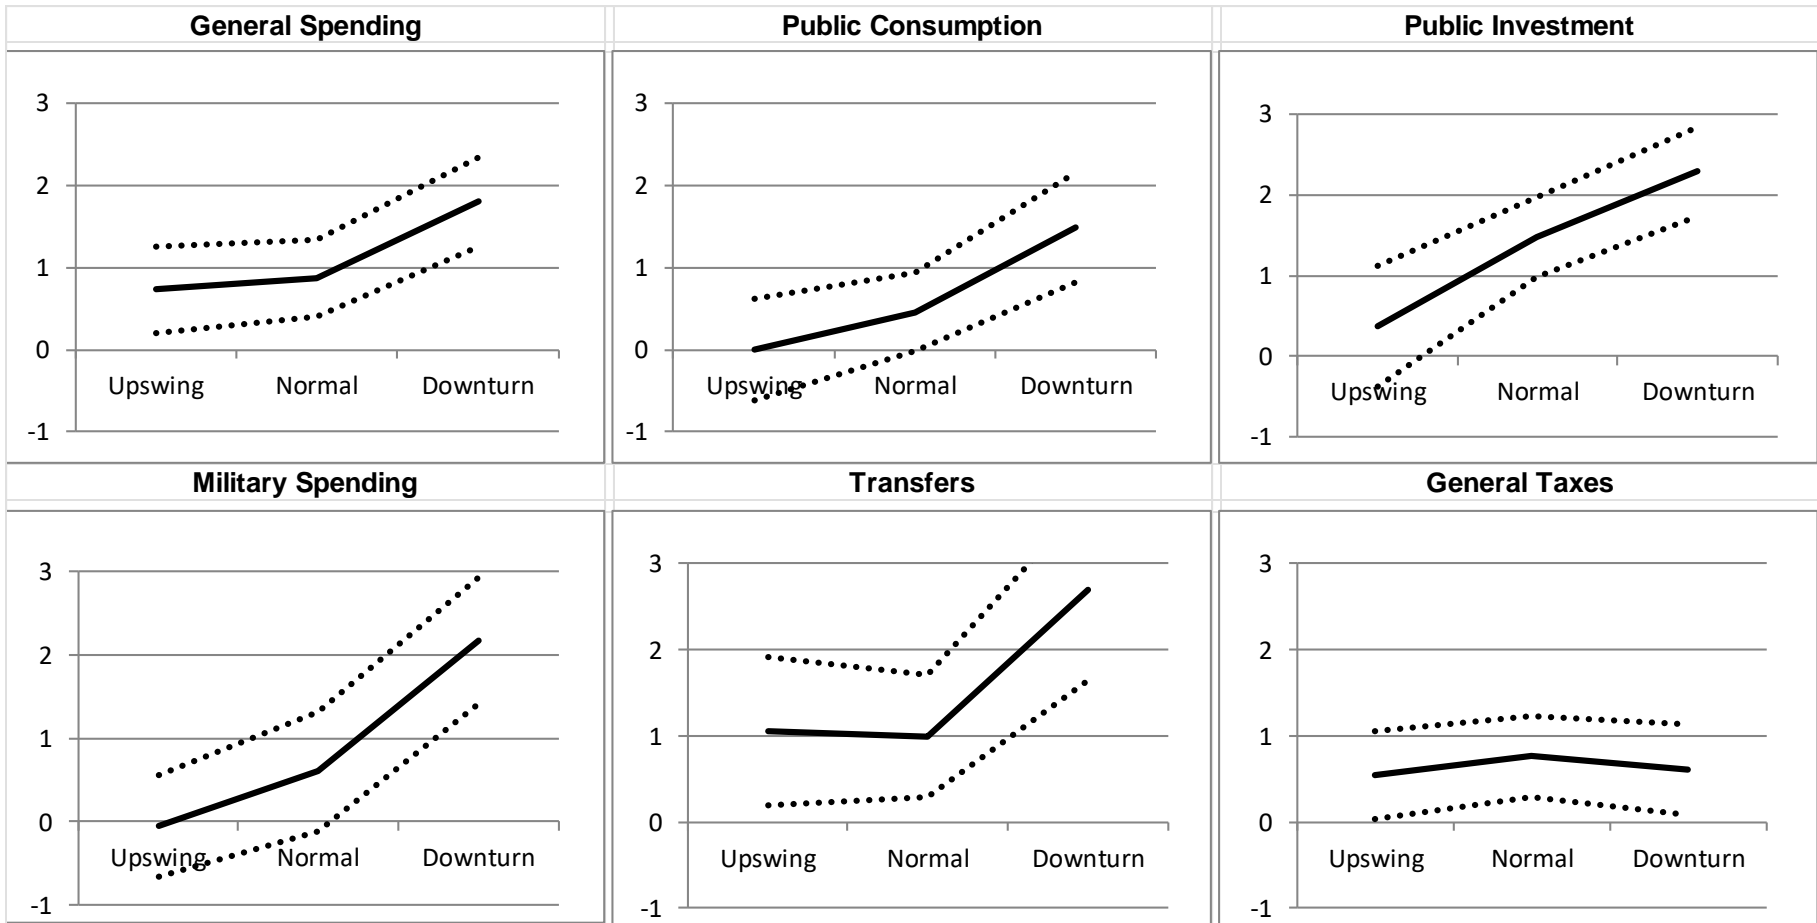 General Spending
3
2
1
0
-1
Upswing Normal Downturn
Public Consumption
3
2
1
0
-1
Upswing Normal Downturn
Public Investment
3
2
1
0
-1
Upswing Normal Downturn
Military Spending
3
2
1
0
-1
Upswing Normal Downturn
Transfers
3
2
1
0
-1
Upswing Normal Downturn
General Taxes
3
2
1
0
-1
Upswing Normal Downturn